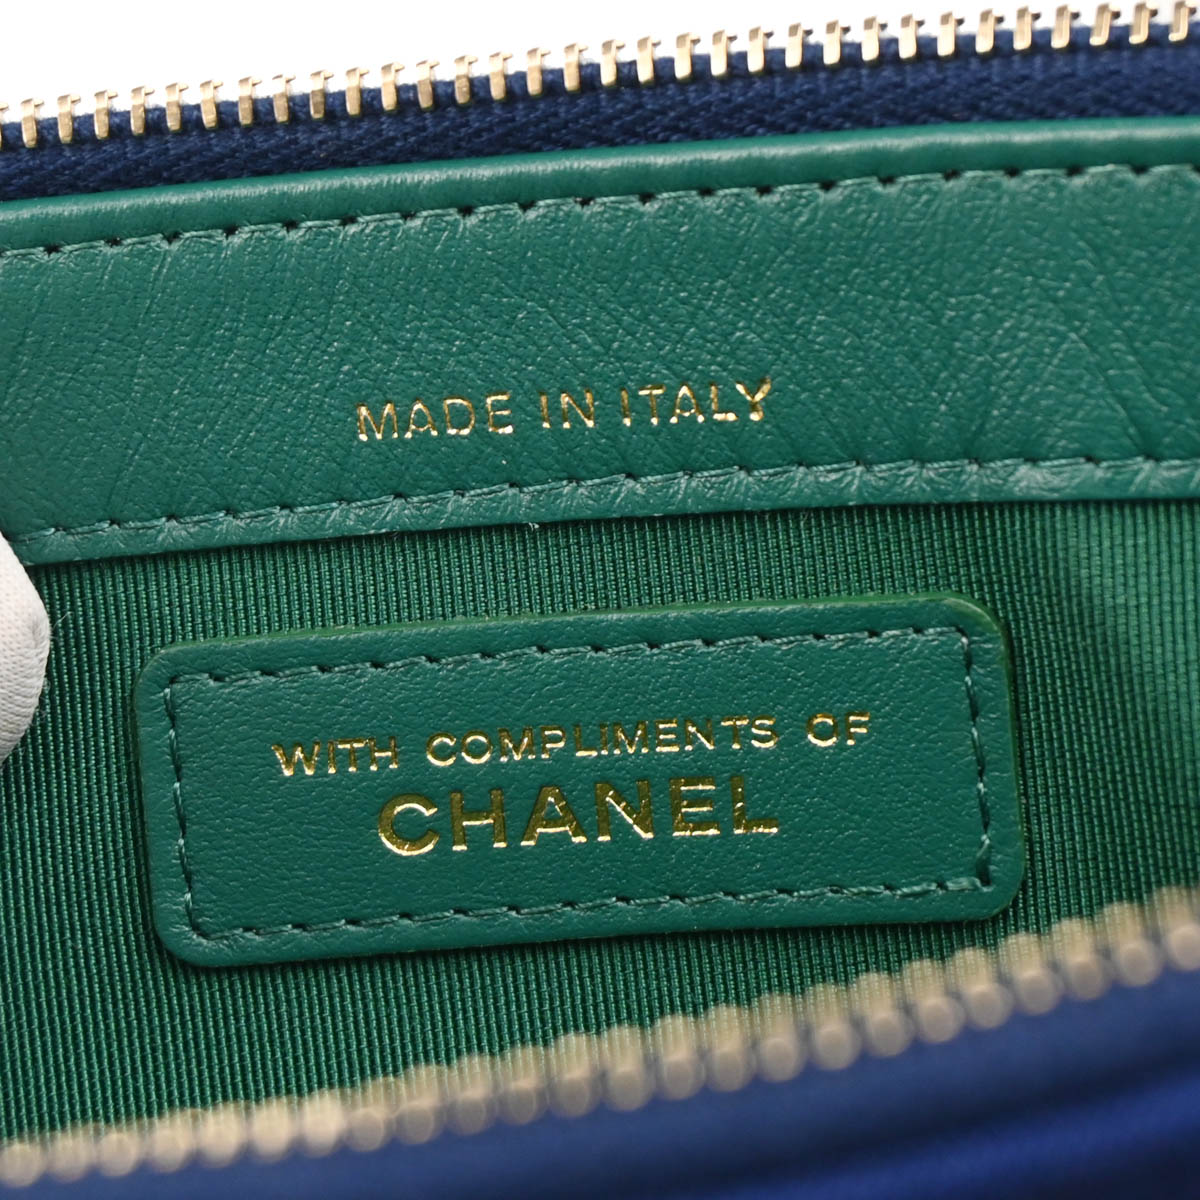 MADE IN ITALY
WITH COMPLIMENTS OF
CHANEL